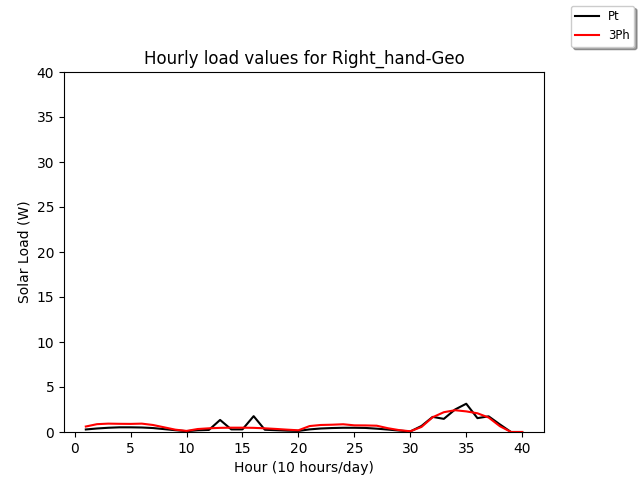 Pt
3Ph
Hourly load values for Right_hand-Geo
40
35
30
25
20
15
10
5
0
Solar Load (W)
0 5 10 15 20 25 30 35 40
Hour (10 hours/day)